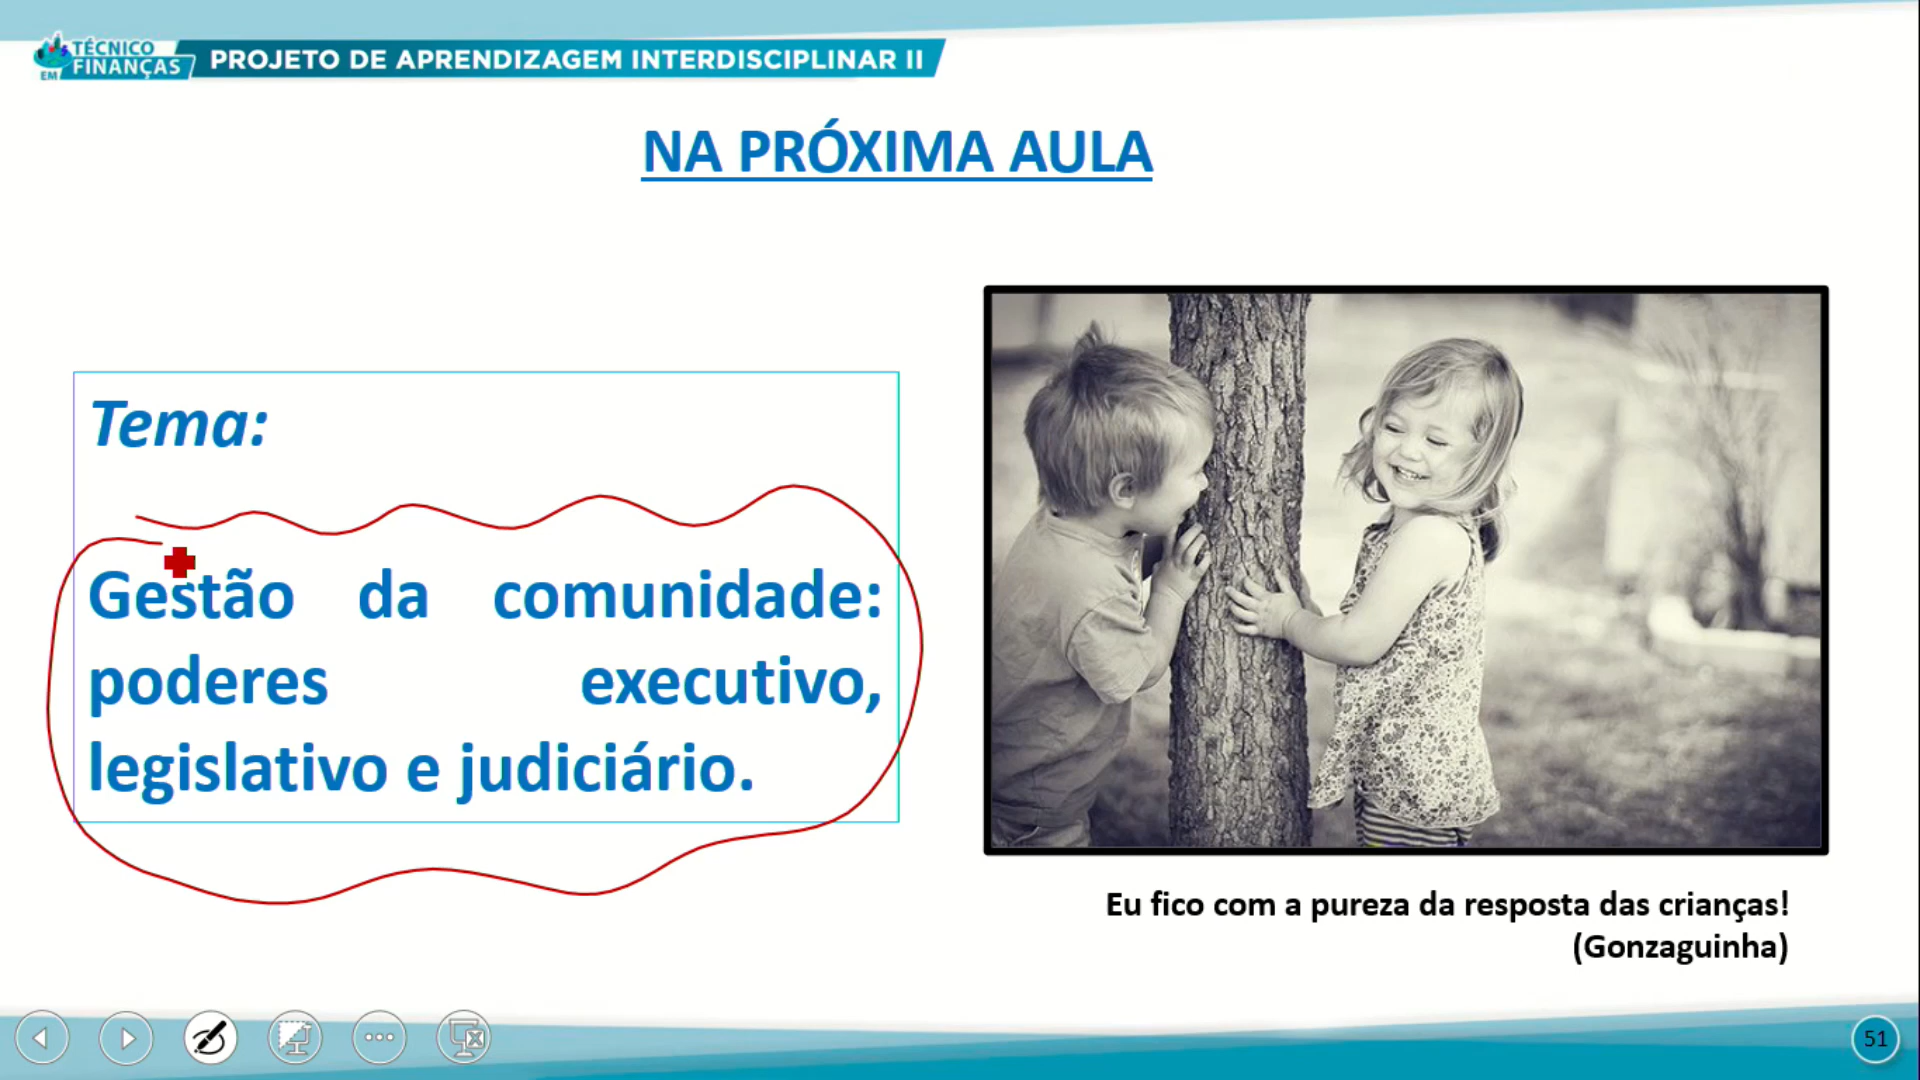 TÉCNICO
EM FINANÇAS
PROJETO DE APRENDIZAGEM INTERDISCIPLINAR II
NA PRÓXIMA AULA
Tema:
Gestão da comunidade:
poderes executivo,
legislativo e judiciário.
Eu fico com a pureza da resposta das crianças!
(Gonzaguinha)
51